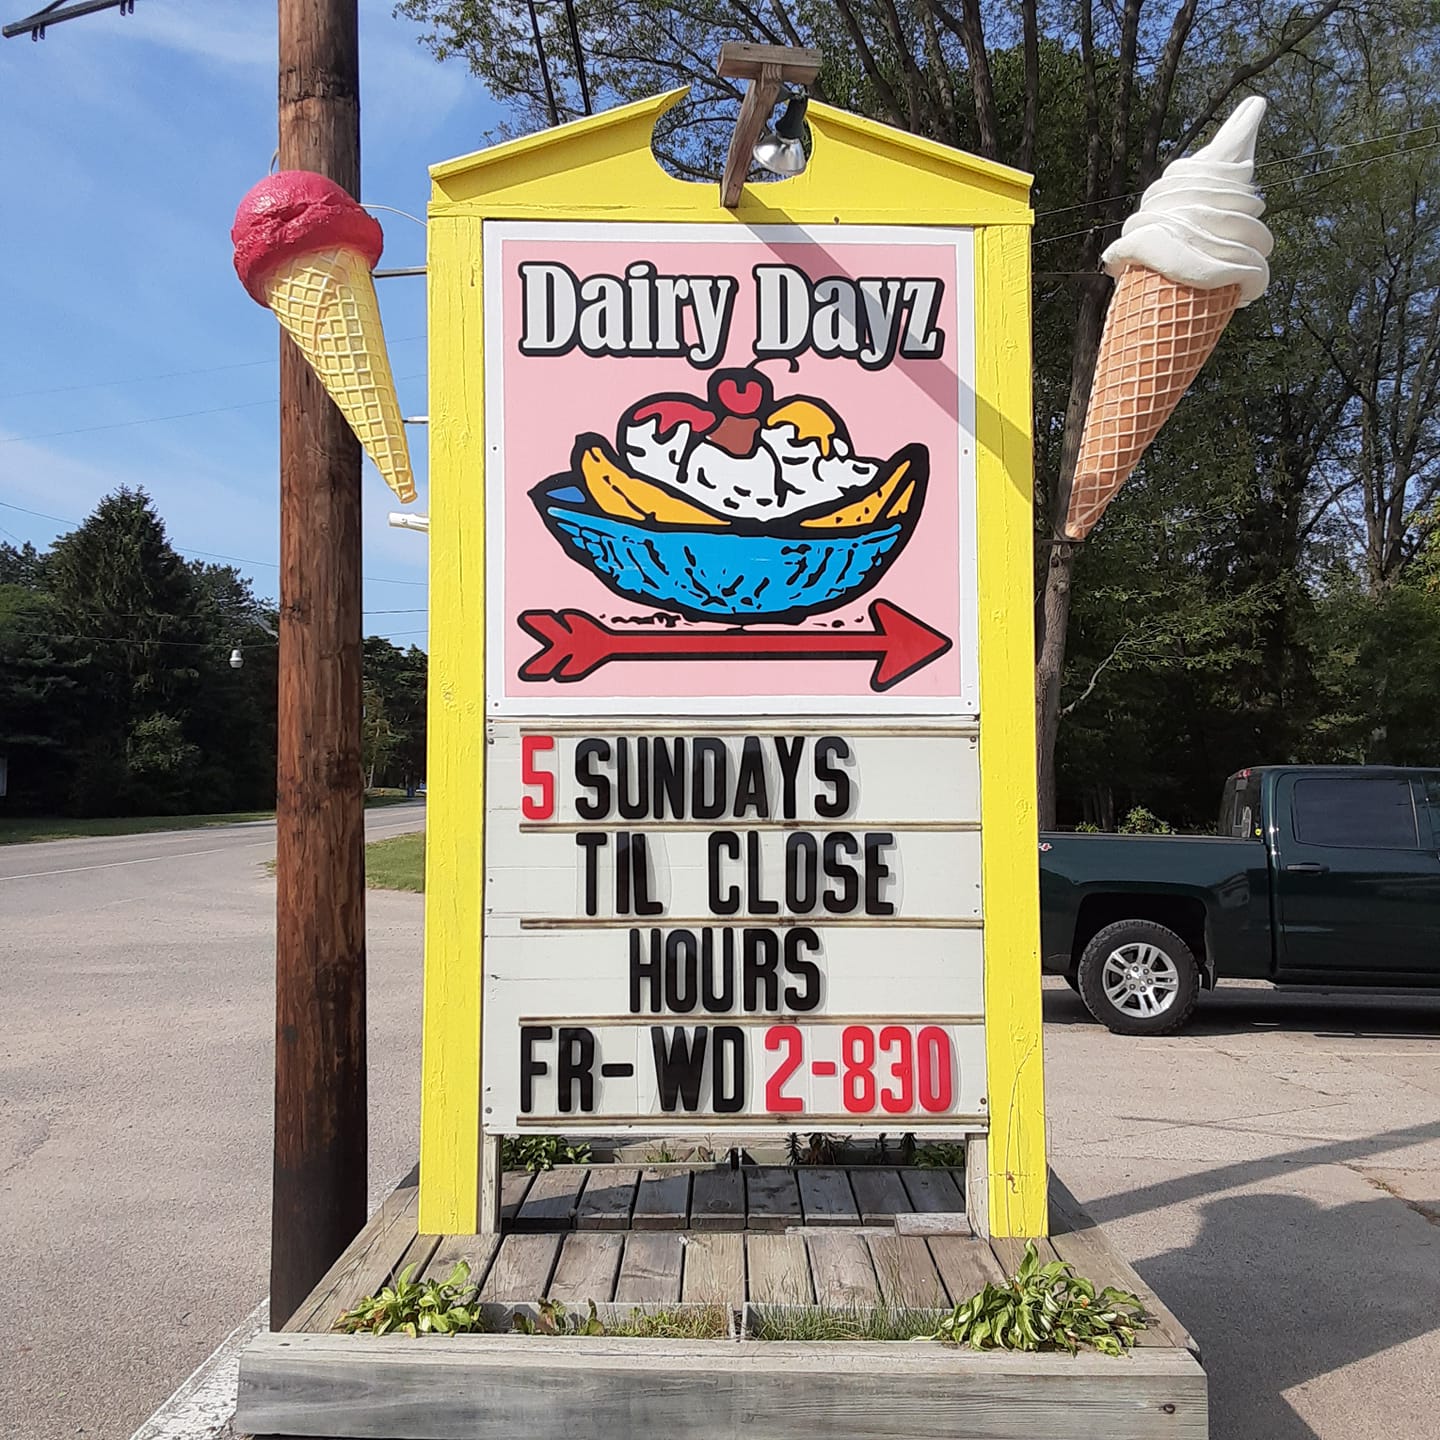 Dairy Dayz
5 SUNDAYS
TIL CLOSE
HOURS
FR-WD 2-830